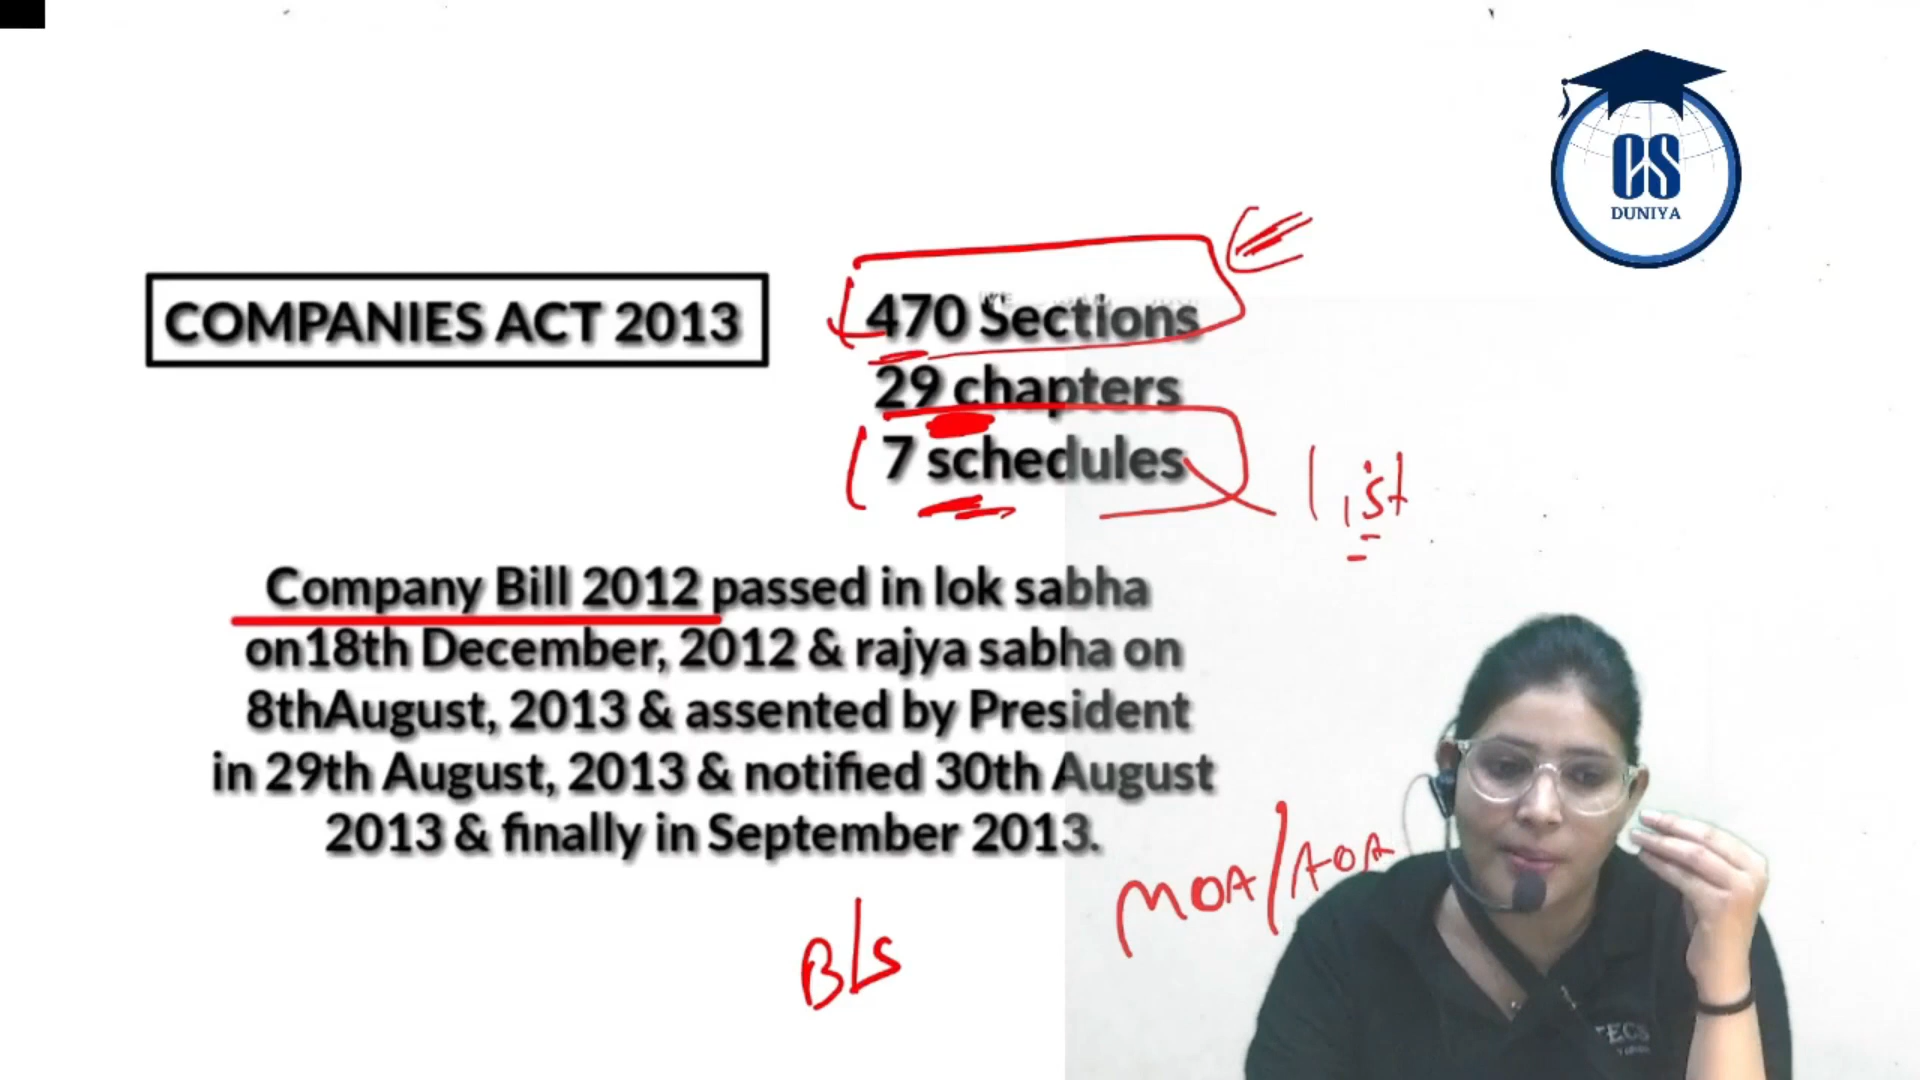 CS
DUNIYA
COMPANIES ACT 2013
470 Sections
29 chapters
7 schedules
list
Company Bill 2012 passed in lok sabha
on18th December, 2012 & rajya sabha on
8thAugust, 2013 & assented by President
in 29th August, 2013 & notified 30th August
2013 & finally in September 2013.
MOA/AOA
B/S